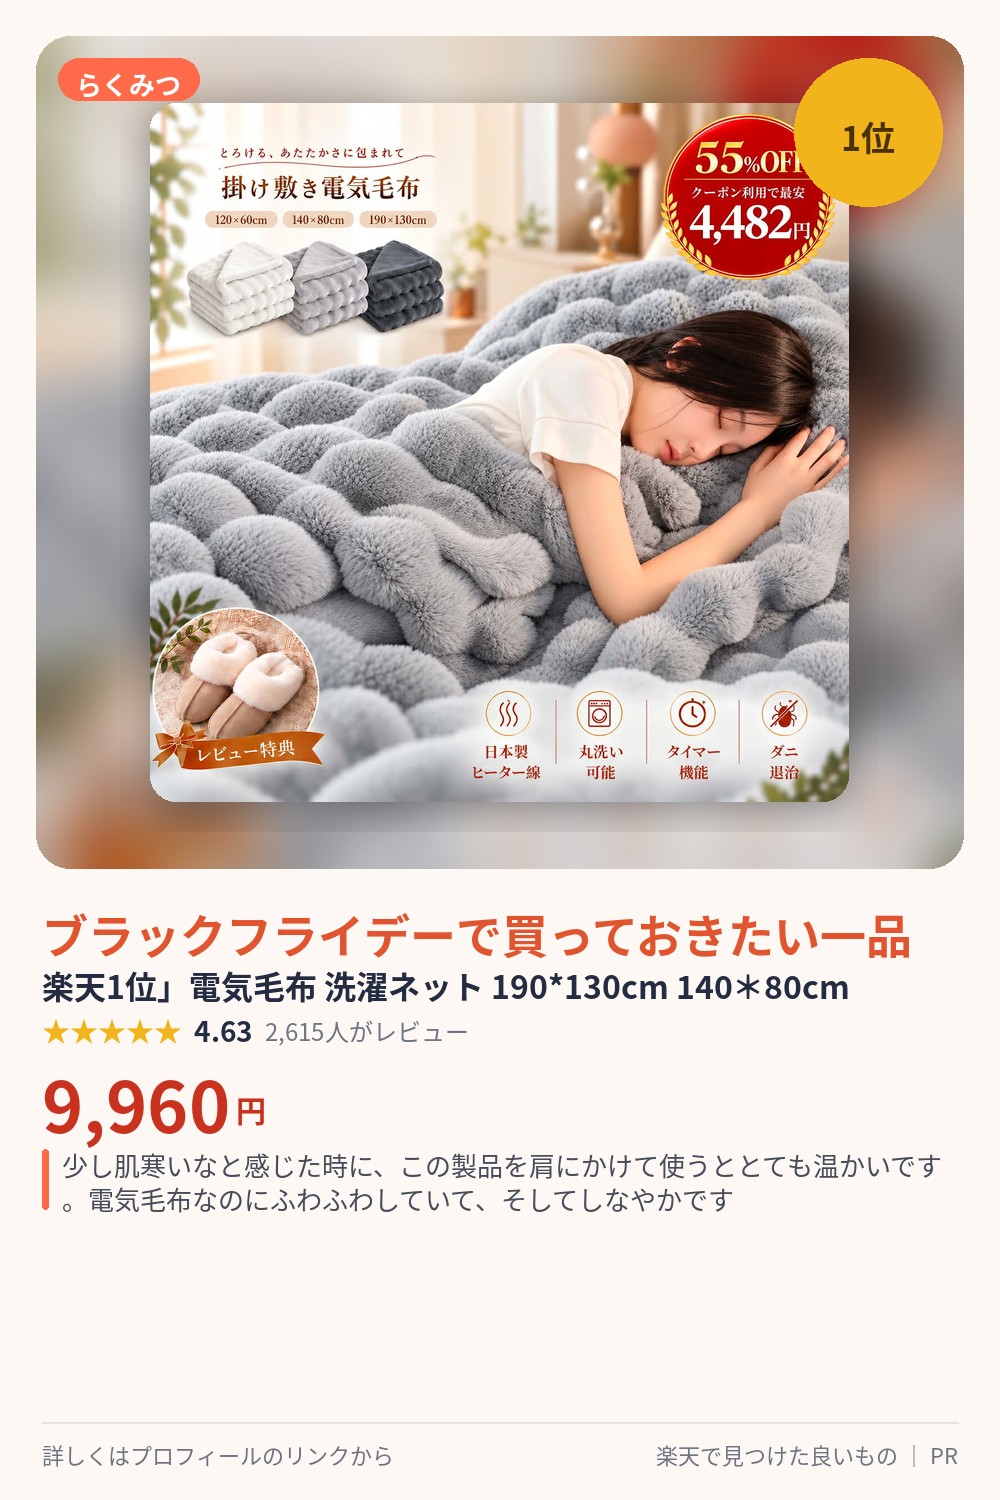 らくみつ
1位
とろける、あたたかさに包まれて
掛け敷き電気毛布
120×60cm 140×80cm 190×130cm
55%OFF
クーポン利用で最安
4,482円
レビュー特典
日本製
ヒーター線
丸洗い
可能
タイマー
機能
ダニ
退治
ブラックフライデーで買っておきたい一品
楽天1位」電気毛布 洗濯ネット 190*130cm 140＊80cm
★★★★★ 4.63 2,615人がレビュー
9,960円
少し肌寒いなと感じた時に、この製品を肩にかけて使うととても温かいです
。電気毛布なのにふわふわしていて、そしてしなやかです
詳しくはプロフィールのリンクから
楽天で見つけた良いもの ｜ PR